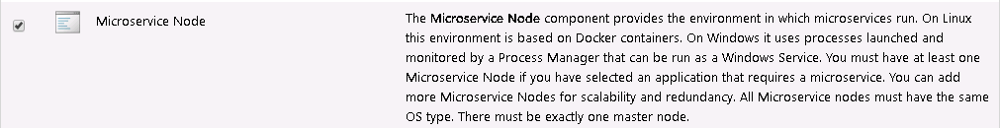 Microservice Node
The Microservice Node component provides the environment in which microservices run. On Linux
this environment is based on Docker containers. On Windows it uses processes launched and
monitored by a Process Manager that can be run as a Windows Service. You must have at least one
Microservice Node if you have selected an application that requires a microservice. You can add
more Microservice Nodes for scalability and redundancy. All Microservice nodes must have the same
OS type. There must be exactly one master node.